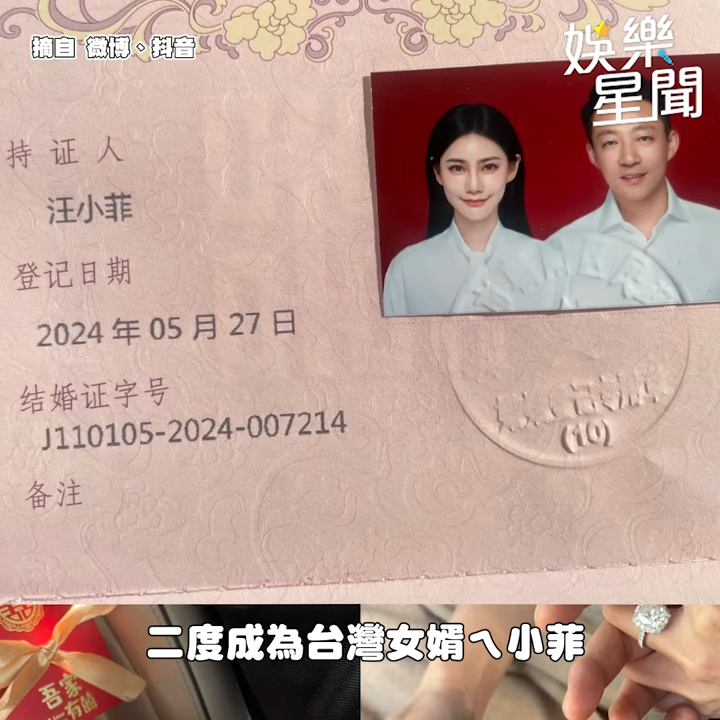 摘自 微博、抖音
娛樂
星聞
持证人
汪小菲
登记日期
2024年05月27日
结婚证字号
J110105-2024-007214
备注
(10)
吾家
有囍
二度成為台灣女婿ㄟ小菲